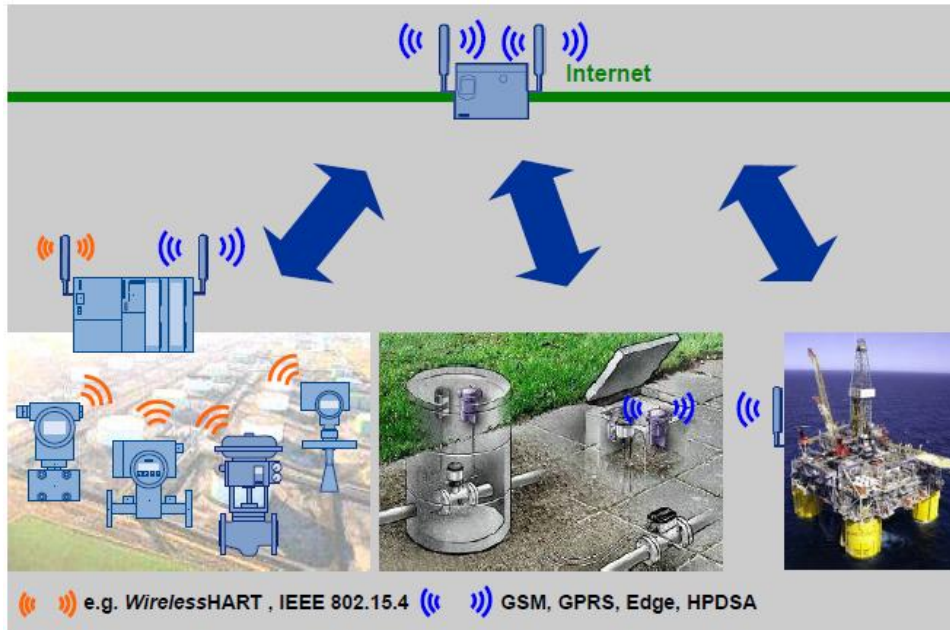 Internet
e.g. WirelessHART , IEEE 802.15.4 GSM, GPRS, Edge, HPDSA